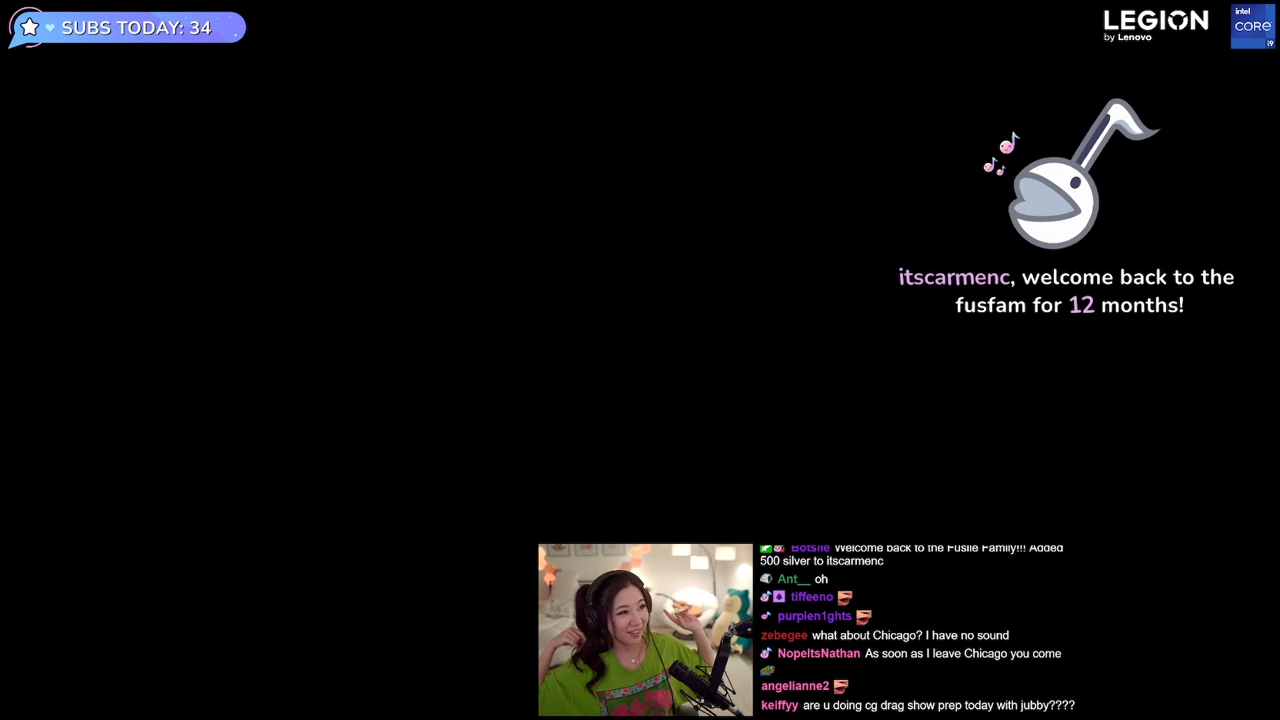 SUBS TODAY: 34
LEGION
by Lenovo
intel
CORE
i9
itscarmenc, welcome back to the
fusfam for 12 months!
Botslie Welcome back to the Fuslie Family!!! Added
500 silver to itscarmenc
Ant__ oh
tiffeeno
purplen1ghts
zebegee what about Chicago? I have no sound
NopeItsNathan As soon as I leave Chicago you come
angelianne2
keiffyy are u doing cg drag show prep today with jubby????